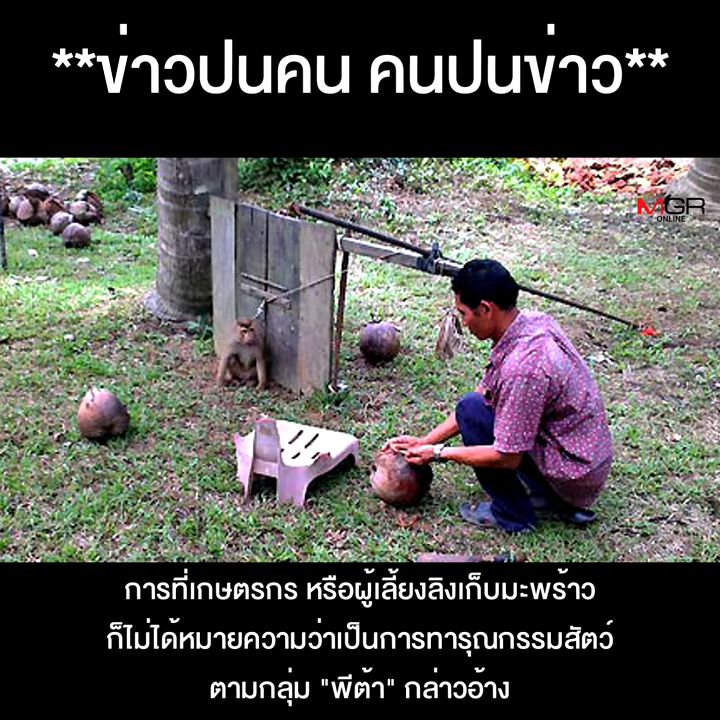 **ข่าวปนคน คนปนข่าว**
MGR
ONLINE
การที่เกษตรกร หรือผู้เลี้ยงลิงเก็บมะพร้าว
ก็ไม่ได้หมายความว่าเป็นการทารุณกรรมสัตว์
ตามกลุ่ม "พีต้า" กล่าวอ้าง